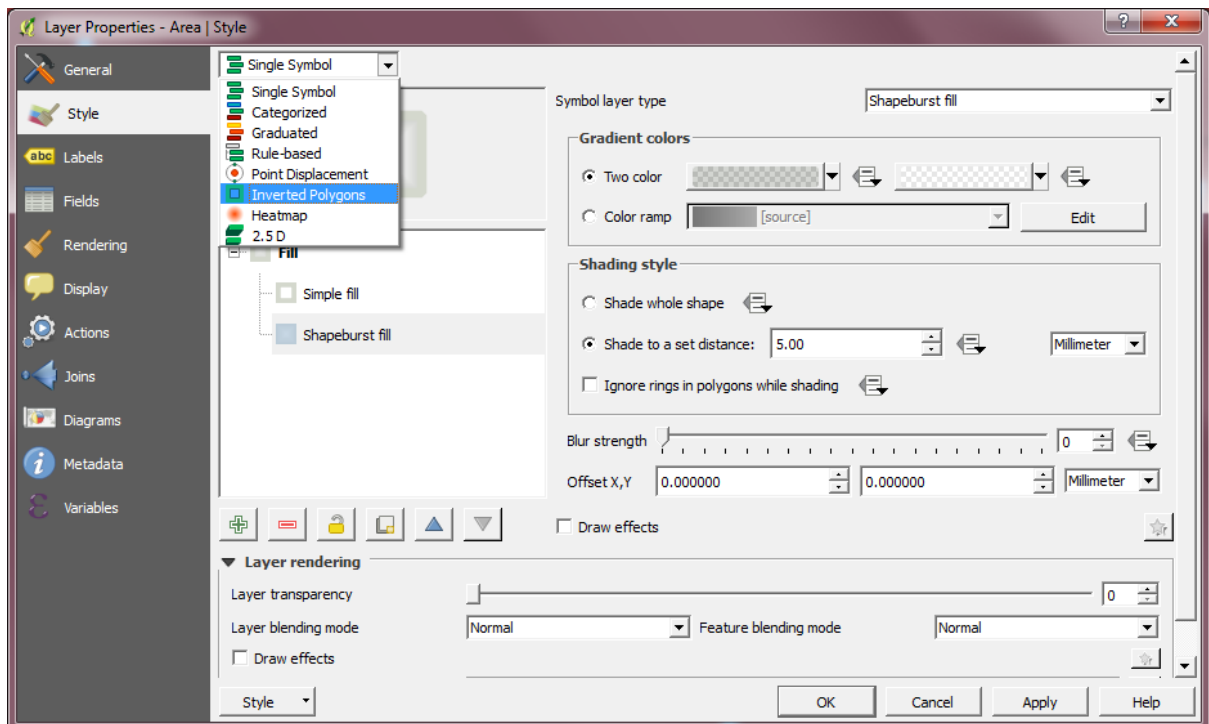 Layer Properties - Area | Style
?
X
General
Style
abc Labels
Fields
Rendering
Display
Actions
Joins
Diagrams
i Metadata
ε Variables
Single Symbol
Single Symbol
Categorized
Graduated
Rule-based
Point Displacement
Inverted Polygons
Heatmap
2.5 D
Fill
Simple fill
Shapeburst fill
Symbol layer type Shapeburst fill
Gradient colors
Two color
Color ramp [source] Edit
Shading style
Shade whole shape
Shade to a set distance: 5.00 Millimeter
Ignore rings in polygons while shading
Blur strength 0
Offset X,Y 0.000000 0.000000 Millimeter
Draw effects
Layer rendering
Layer transparency 0
Layer blending mode Normal Feature blending mode Normal
Draw effects
Style OK Cancel Apply Help